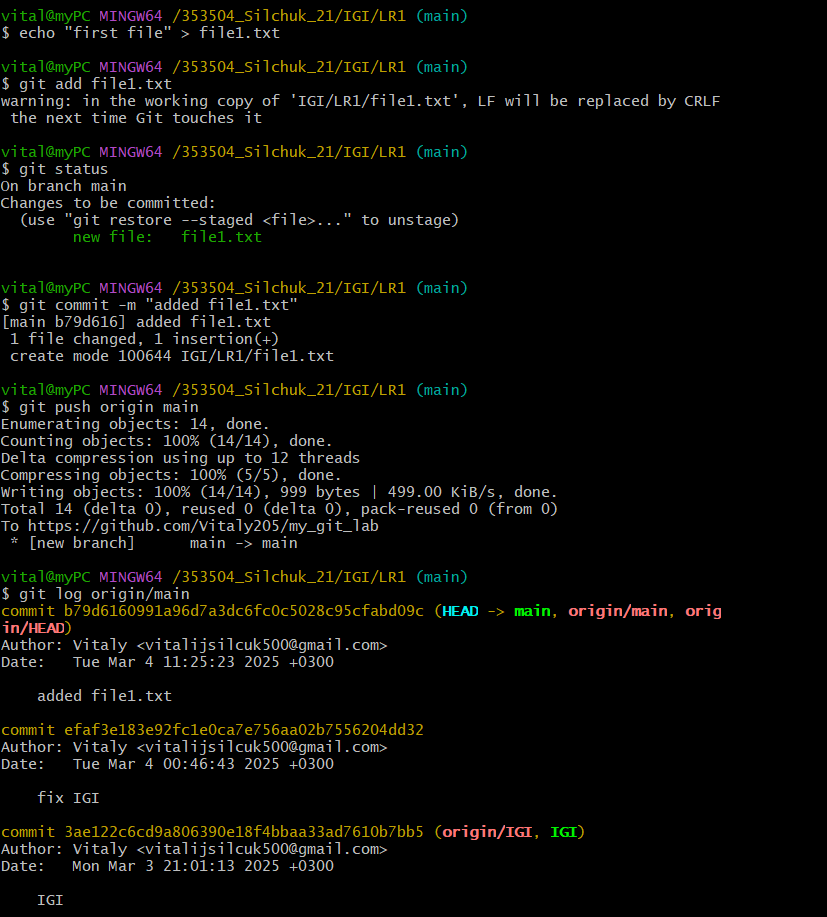 vital@myPC MINGW64 /353504_Silchuk_21/IGI/LR1 (main)
$ echo "first file" > file1.txt
vital@myPC MINGW64 /353504_Silchuk_21/IGI/LR1 (main)
$ git add file1.txt
warning: in the working copy of 'IGI/LR1/file1.txt', LF will be replaced by CRLF
 the next time Git touches it
vital@myPC MINGW64 /353504_Silchuk_21/IGI/LR1 (main)
$ git status
On branch main
Changes to be committed:
  (use "git restore --staged <file>..." to unstage)
        new file:   file1.txt
vital@myPC MINGW64 /353504_Silchuk_21/IGI/LR1 (main)
$ git commit -m "added file1.txt"
[main b79d616] added file1.txt
 1 file changed, 1 insertion(+)
 create mode 100644 IGI/LR1/file1.txt
vital@myPC MINGW64 /353504_Silchuk_21/IGI/LR1 (main)
$ git push origin main
Enumerating objects: 14, done.
Counting objects: 100% (14/14), done.
Delta compression using up to 12 threads
Compressing objects: 100% (5/5), done.
Writing objects: 100% (14/14), 999 bytes | 499.00 KiB/s, done.
Total 14 (delta 0), reused 0 (delta 0), pack-reused 0 (from 0)
To https://github.com/Vitaly205/my_git_lab
 * [new branch]      main -> main
vital@myPC MINGW64 /353504_Silchuk_21/IGI/LR1 (main)
$ git log origin/main
commit b79d6160991a96d7a3dc6fc0c5028c95cfabd09c (HEAD -> main, origin/main, orig
in/HEAD)
Author: Vitaly <vitalijsilcuk500@gmail.com>
Date:   Tue Mar 4 11:25:23 2025 +0300
    added file1.txt
commit efaf3e183e92fc1e0ca7e756aa02b7556204dd32
Author: Vitaly <vitalijsilcuk500@gmail.com>
Date:   Tue Mar 4 00:46:43 2025 +0300
    fix IGI
commit 3ae122c6cd9a806390e18f4bbaa33ad7610b7bb5 (origin/IGI, IGI)
Author: Vitaly <vitalijsilcuk500@gmail.com>
Date:   Mon Mar 3 21:01:13 2025 +0300
    IGI